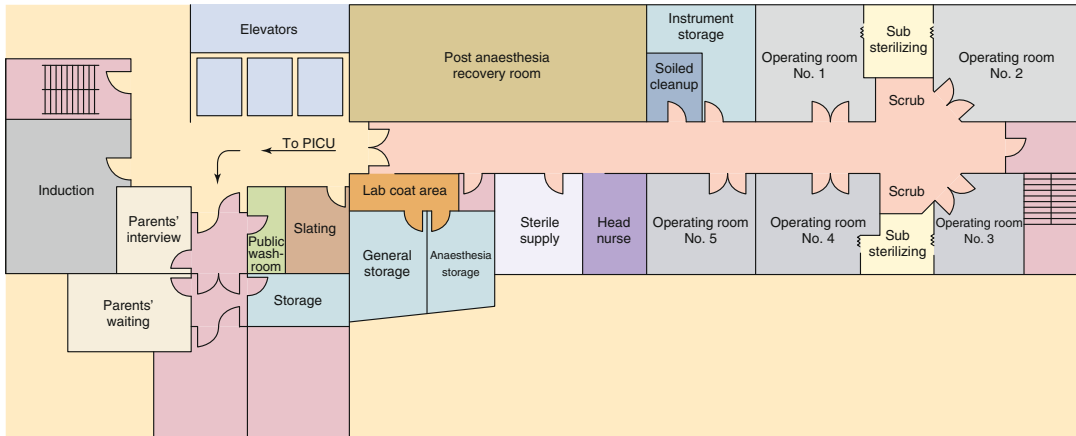 Elevators
Post anaesthesia
recovery room
Instrument
storage
Soiled
cleanup
Operating room
No. 1
Sub
sterilizing
Operating room
No. 2
Scrub
To PICU
Induction
Parents'
interview
Public
wash-
room
Slating
Lab coat area
General
storage
Anaesthesia
storage
Sterile
supply
Head
nurse
Operating room
No. 5
Operating room
No. 4
Scrub
Sub
sterilizing
Operating room
No. 3
Parents'
waiting
Storage